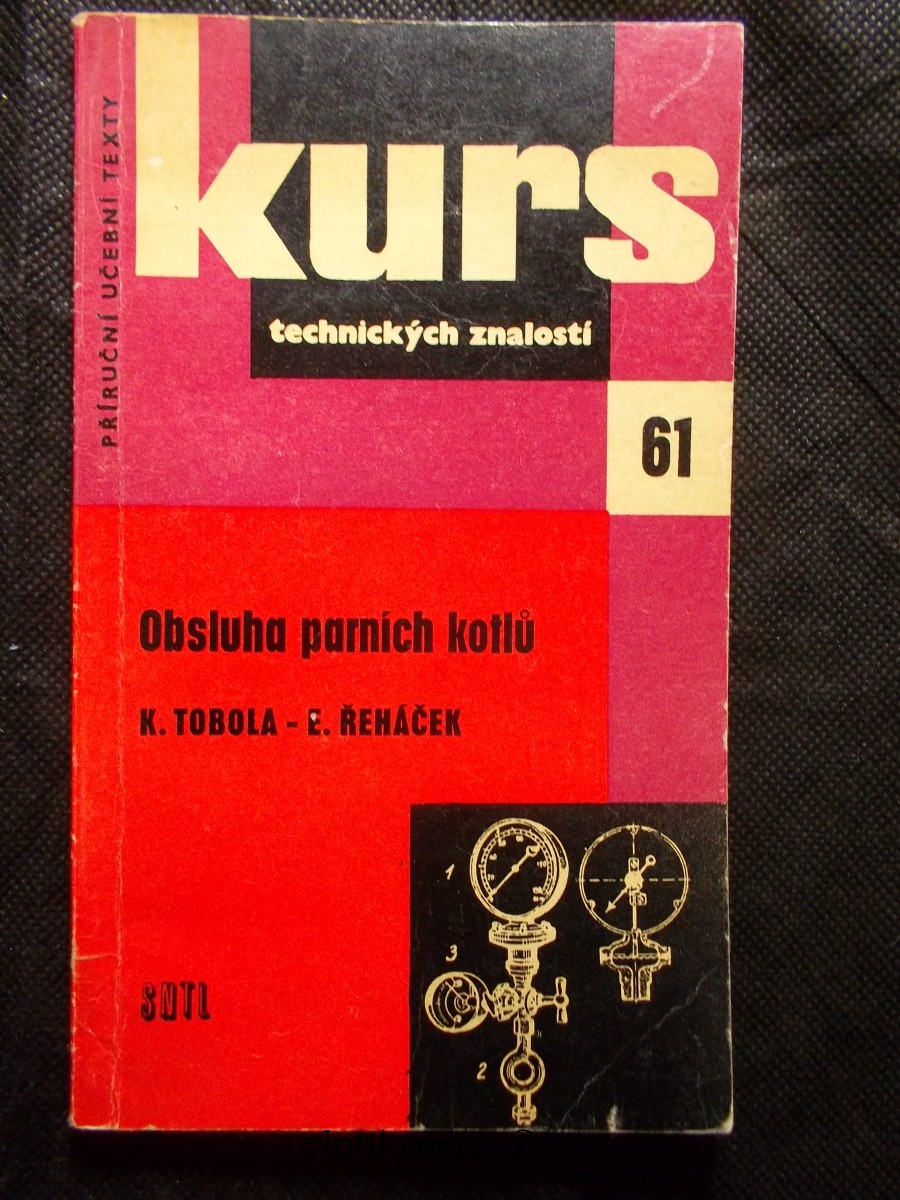 PŘÍRUČNÍ UČEBNÍ TEXTY
kurs
technických znalostí
61
Obsluha parních kotlů
K. TOBOLA - E. ŘEHÁČEK
1
3
2
SNTL